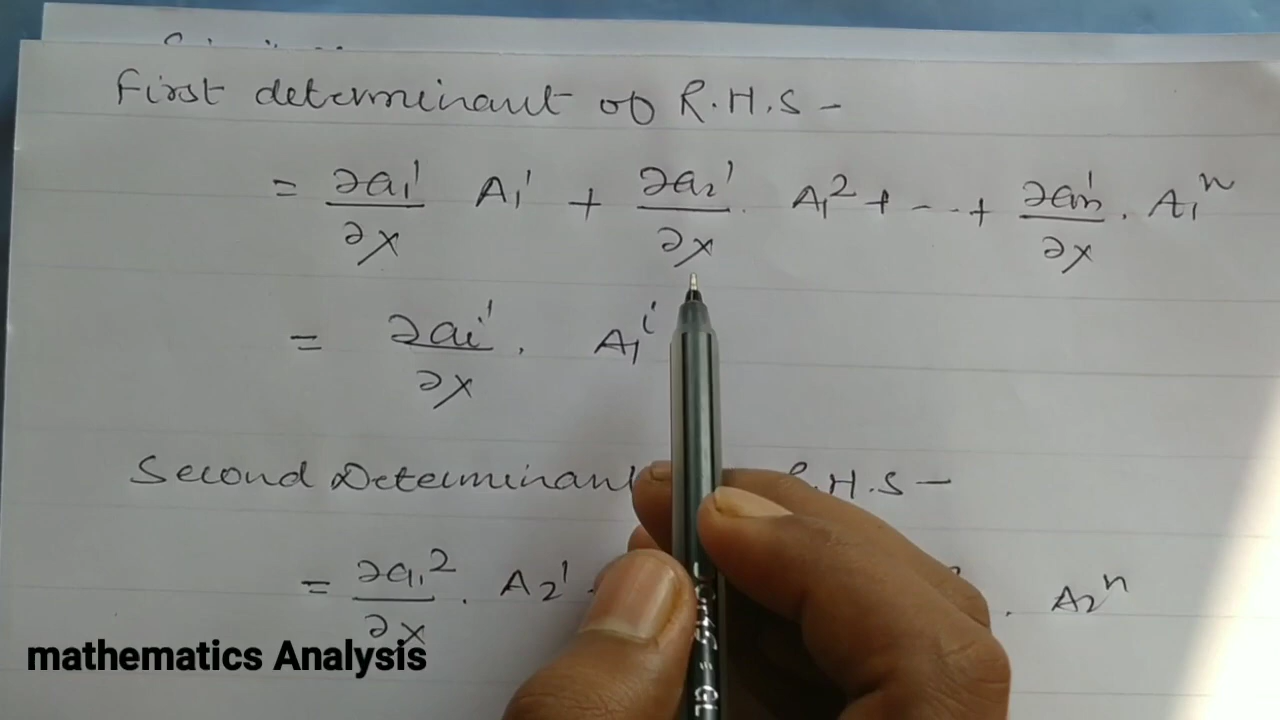 First determinant of R.H.S –
= ∂a₁¹/∂x A₁¹ + ∂a₂¹/∂x . A₁² + - .. + ∂aₙ¹/∂x . A₁ⁿ
= ∂aᵢ¹/∂x . A₁ⁱ
Second Determinant R.H.S –
= ∂a₁²/∂x . A₂¹ . A₂ⁿ
mathematics Analysis